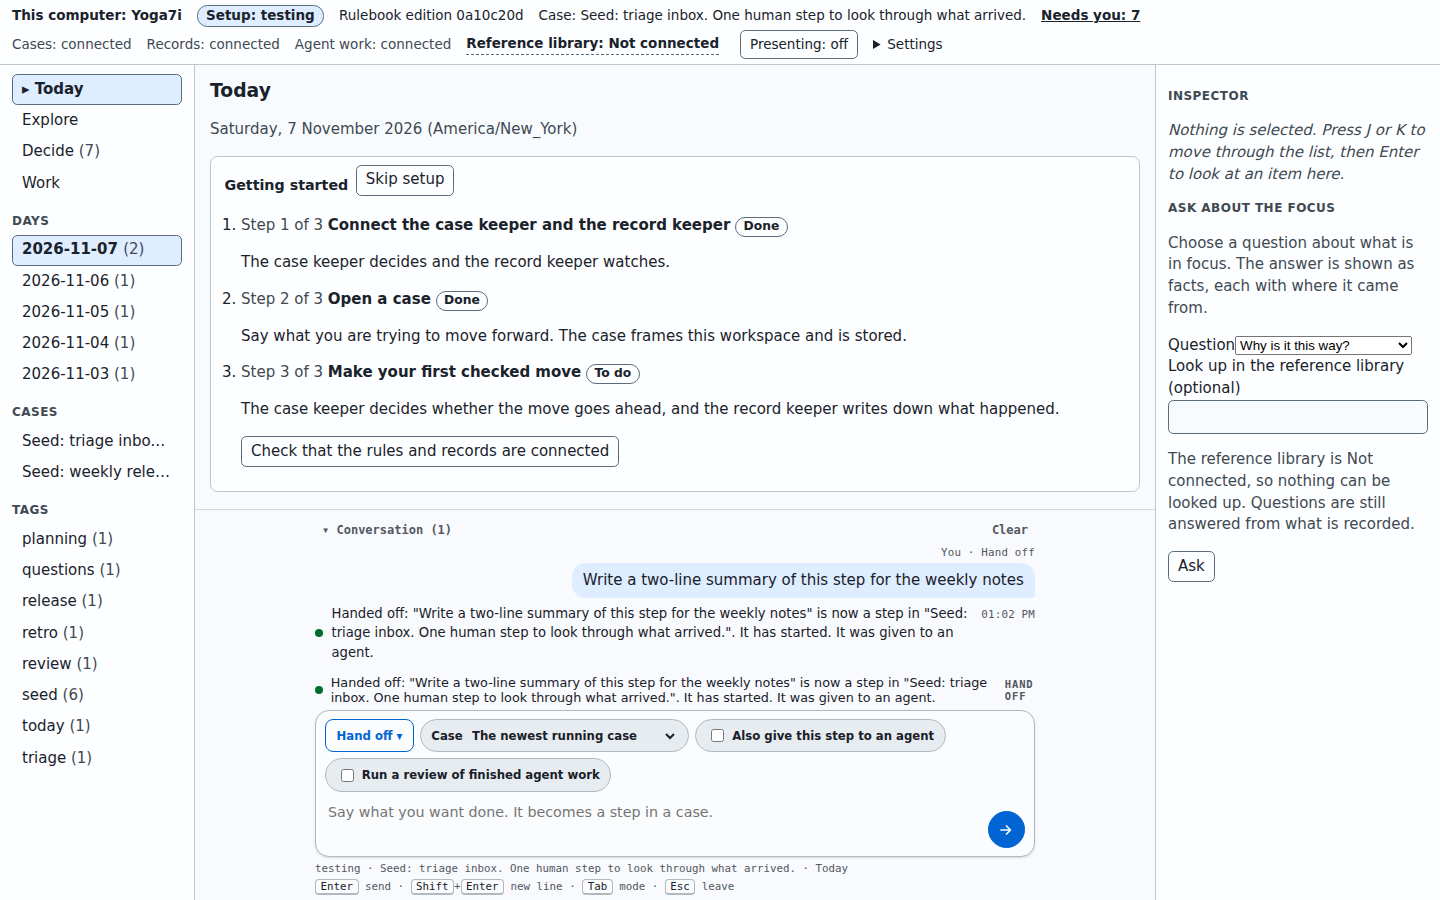 This computer: Yoga7i Setup: testing Rulebook edition 0a10c20d Case: Seed: triage inbox. One human step to look through what arrived. Needs you: 7
Cases: connected Records: connected Agent work: connected Reference library: Not connected Presenting: off ▶ Settings
▸ Today
Explore
Decide (7)
Work
DAYS
2026-11-07 (2)
2026-11-06 (1)
2026-11-05 (1)
2026-11-04 (1)
2026-11-03 (1)
CASES
Seed: triage inbo...
Seed: weekly rele...
TAGS
planning (1)
questions (1)
release (1)
retro (1)
review (1)
seed (6)
today (1)
triage (1)
Today
Saturday, 7 November 2026 (America/New_York)
Getting started Skip setup
1. Step 1 of 3 Connect the case keeper and the record keeper Done
The case keeper decides and the record keeper watches.
2. Step 2 of 3 Open a case Done
Say what you are trying to move forward. The case frames this workspace and is stored.
3. Step 3 of 3 Make your first checked move To do
The case keeper decides whether the move goes ahead, and the record keeper writes down what happened.
Check that the rules and records are connected
▾ Conversation (1) Clear
You · Hand off
Write a two-line summary of this step for the weekly notes
Handed off: "Write a two-line summary of this step for the weekly notes" is now a step in "Seed: 01:02 PM
triage inbox. One human step to look through what arrived.". It has started. It was given to an
agent.
Handed off: "Write a two-line summary of this step for the weekly notes" is now a step in "Seed: triage HAND
inbox. One human step to look through what arrived.". It has started. It was given to an agent. OFF
Hand off ▾ Case The newest running case Also give this step to an agent
Run a review of finished agent work
Say what you want done. It becomes a step in a case.
testing · Seed: triage inbox. One human step to look through what arrived. · Today
Enter send · Shift+Enter new line · Tab mode · Esc leave
INSPECTOR
Nothing is selected. Press J or K to
move through the list, then Enter
to look at an item here.
ASK ABOUT THE FOCUS
Choose a question about what is
in focus. The answer is shown as
facts, each with where it came
from.
Question Why is it this way?
Look up in the reference library
(optional)
The reference library is Not
connected, so nothing can be
looked up. Questions are still
answered from what is recorded.
Ask